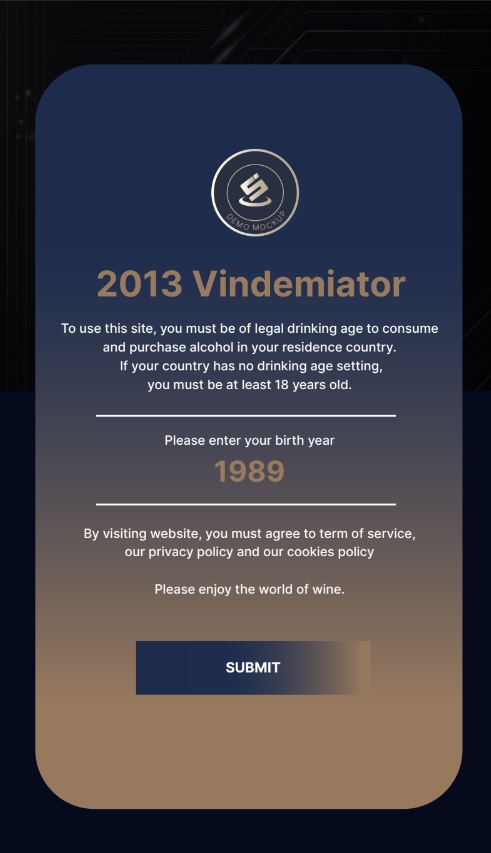 DEMO MOCKUP
2013 Vindemiator
To use this site, you must be of legal drinking age to consume
and purchase alcohol in your residence country.
If your country has no drinking age setting,
you must be at least 18 years old.
Please enter your birth year
1989
By visiting website, you must agree to term of service,
our privacy policy and our cookies policy
Please enjoy the world of wine.
SUBMIT